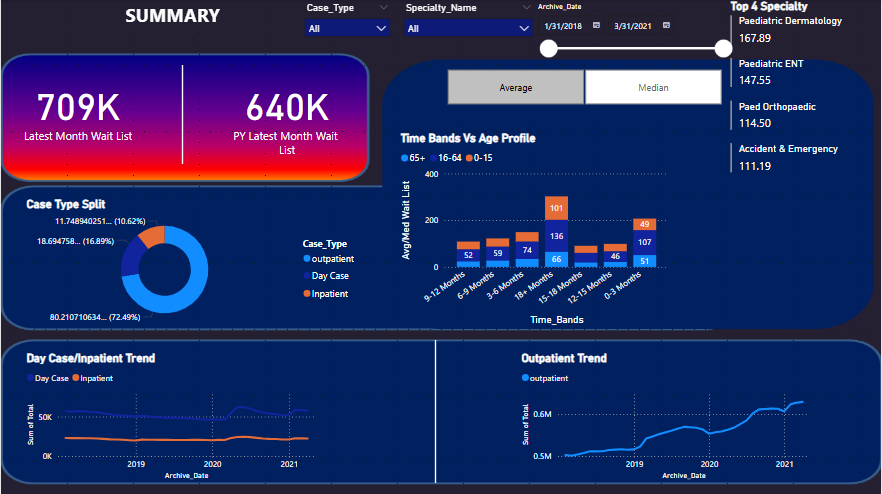 SUMMARY
Case_Type
All
Specialty_Name
All
Archive_Date
1/31/2018
3/31/2021
Top 4 Specialty
Paediatric Dermatology
167.89
Paediatric ENT
147.55
Paed Orthopaedic
114.50
Accident & Emergency
111.19
709K
Latest Month Wait List
640K
PY Latest Month Wait
List
Average
Median
Time Bands Vs Age Profile
65+ 16-64 0-15
Avg/Med Wait List
400
200
0
52
59
74
101
136
66
46
49
107
51
9-12 Months
6-9 Months
3-6 Months
18+ Months
15-18 Months
12-15 Months
0-3 Months
Time_Bands
Case Type Split
11.748940251... (10.62%)
18.694758... (16.89%)
80.210710634... (72.49%)
Case_Type
outpatient
Day Case
Inpatient
Day Case/Inpatient Trend
Day Case Inpatient
Sum of Total
50K
0K
2019
2020
2021
Archive_Date
Outpatient Trend
outpatient
Sum of Total
0.6M
0.5M
2019
2020
2021
Archive_Date